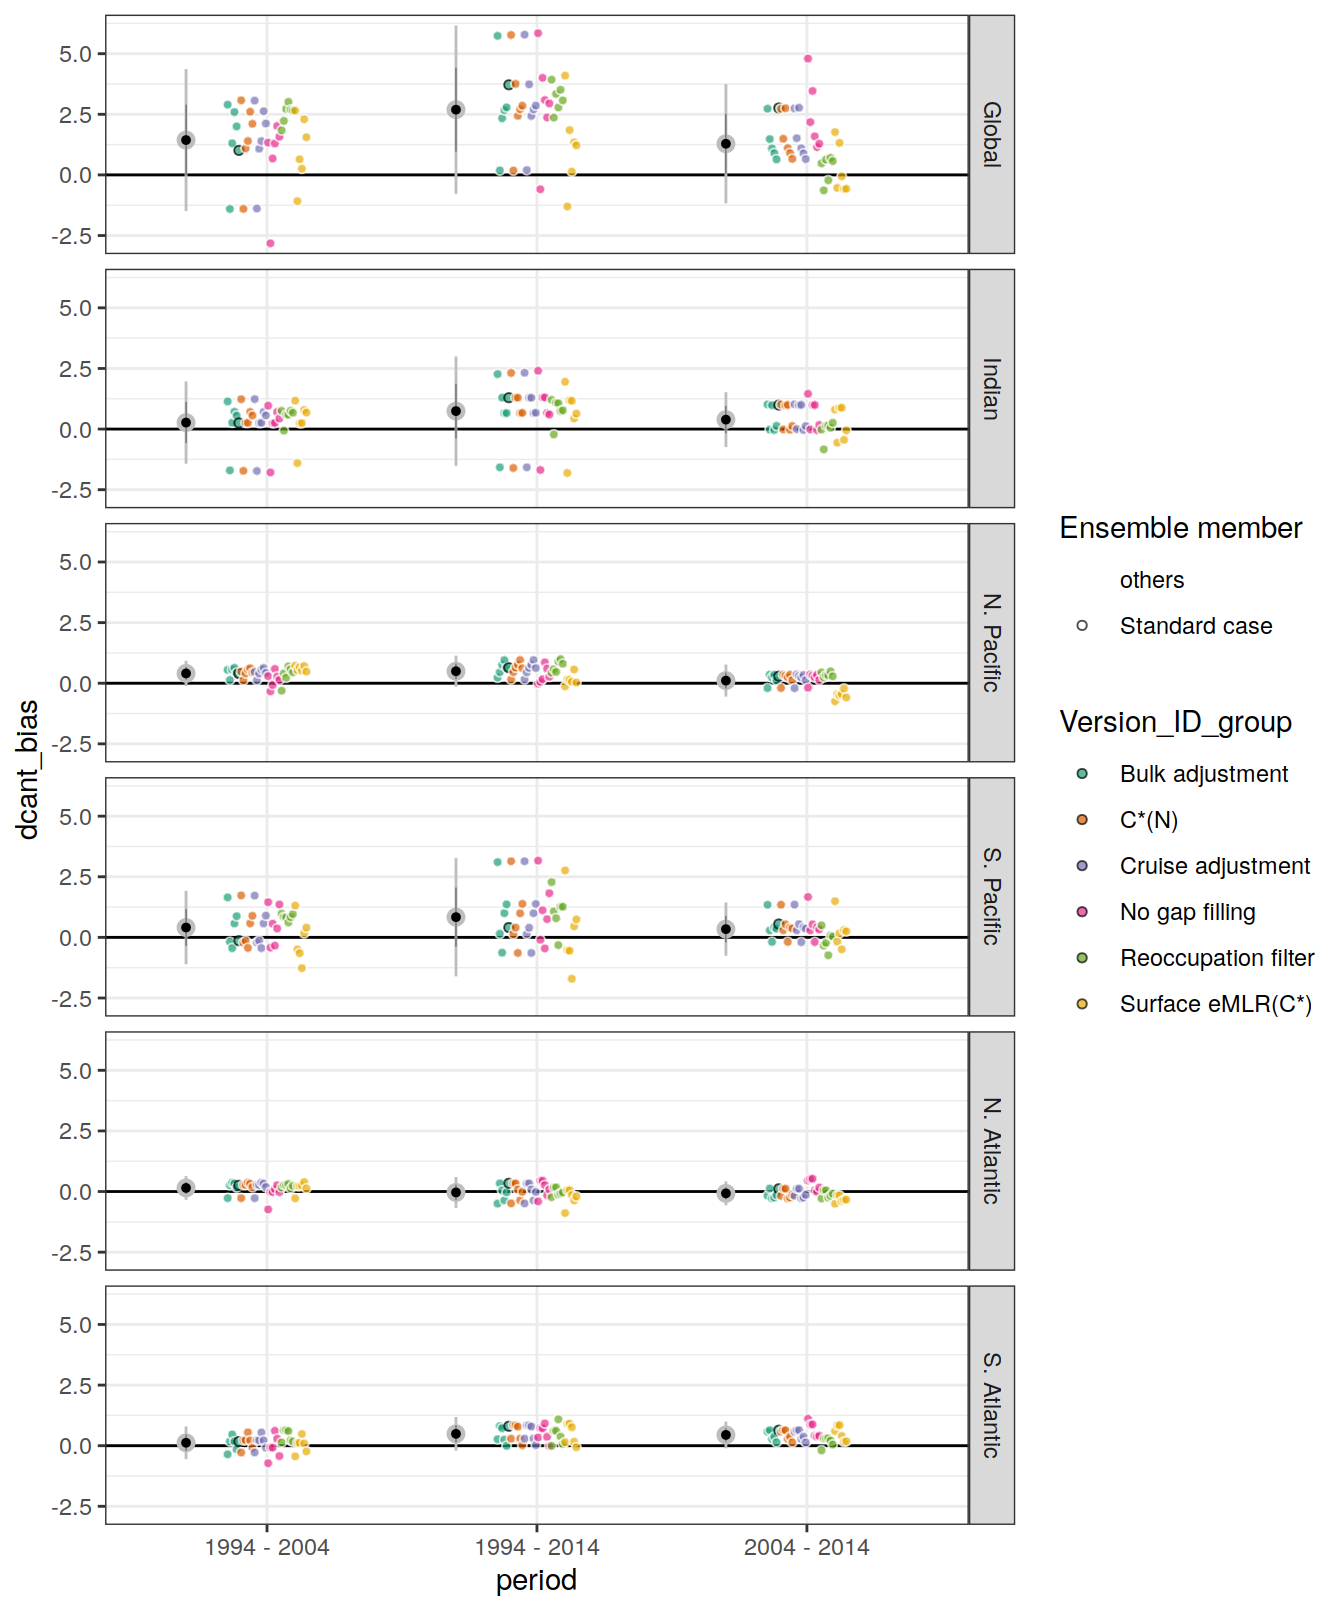 5.0
2.5
0.0
-2.5
Global
5.0
2.5
0.0
-2.5
Indian
5.0
2.5
0.0
-2.5
N. Pacific
5.0
2.5
0.0
-2.5
S. Pacific
5.0
2.5
0.0
-2.5
N. Atlantic
5.0
2.5
0.0
-2.5
S. Atlantic
dcant_bias
1994 - 2004
1994 - 2014
2004 - 2014
period
Ensemble member
others
Standard case
Version_ID_group
Bulk adjustment
C*(N)
Cruise adjustment
No gap filling
Reoccupation filter
Surface eMLR(C*)